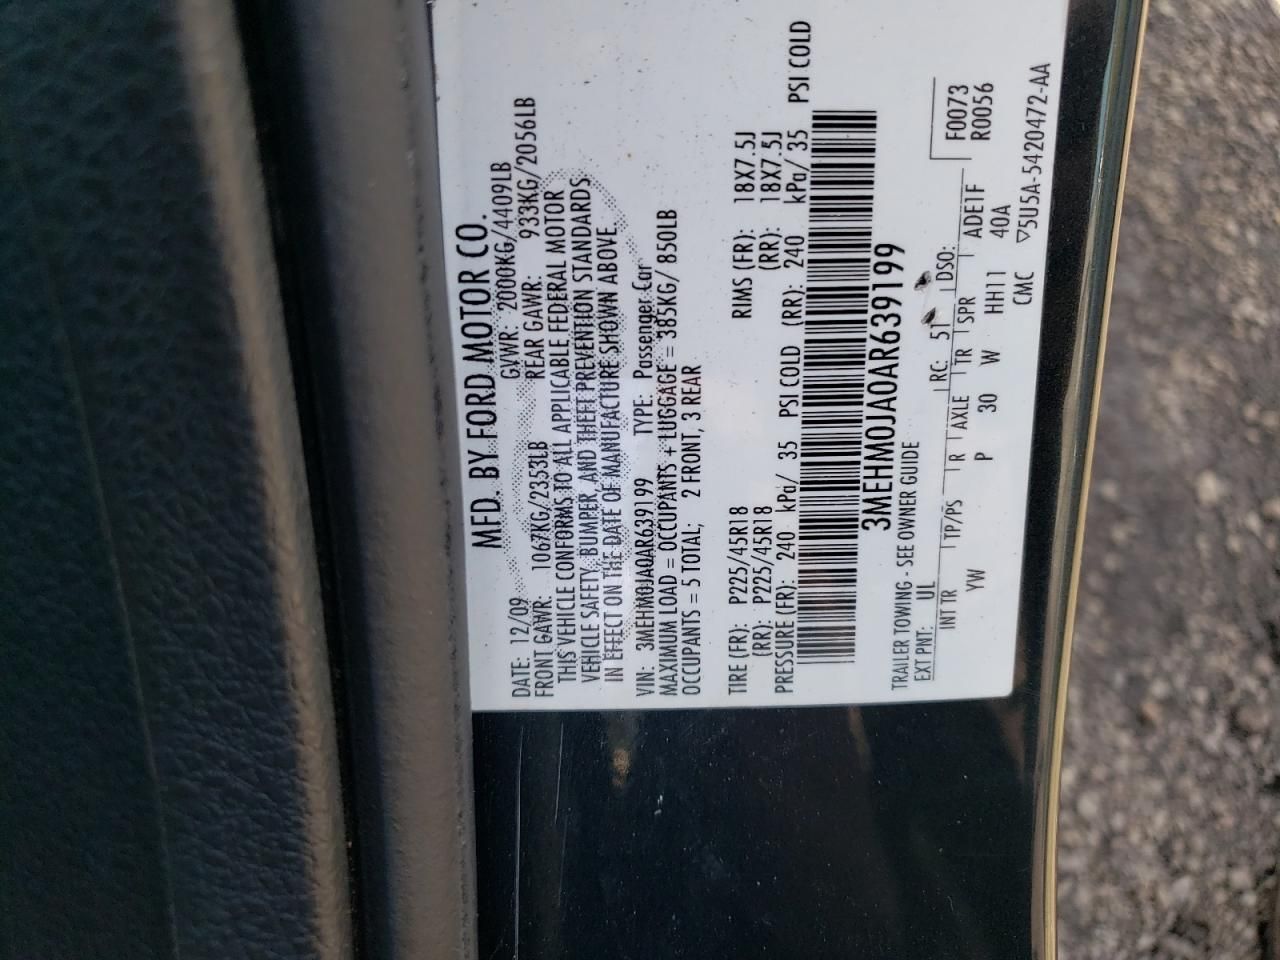 MFD. BY FORD MOTOR CO.
DATE: 12/09 GVWR: 2000KG/4409LB
FRONT GAWR: 1067KG/2353LB REAR GAWR: 933KG/2056LB
THIS VEHICLE CONFORMS TO ALL APPLICABLE FEDERAL MOTOR
VEHICLE SAFETY, BUMPER, AND THEFT PREVENTION STANDARDS
IN EFFECT ON THE DATE OF MANUFACTURE SHOWN ABOVE.
VIN: 3MEHM0JA0AR639199 TYPE: Passenger Car
MAXIMUM LOAD = OCCUPANTS + LUGGAGE = 385KG/ 850LB
OCCUPANTS = 5 TOTAL; 2 FRONT, 3 REAR
TIRE (FR): P225/45R18 RIMS (FR): 18X7.5J
(RR): P225/45R18 (RR): 18X7.5J
PRESSURE (FR): 240 kPa/ 35 PSI COLD (RR): 240 kPa/ 35 PSI COLD
3MEHM0JA0AR639199
TRAILER TOWING - SEE OWNER GUIDE
EXT PNT: UL RC: 51 DSO: F0073
INT TR TP/PS R AXLE TR SPR ADE1F R0056
YW P 30 W HH11 40A
CMC ▽5U5A-5420472-AA